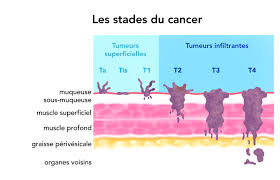 Les stades du cancer
Tumeurs superficielles
Tumeurs infiltrantes
Ta Tis T1 T2 T3 T4
muqueuse
sous-muqueuse
muscle superficiel
muscle profond
graisse périvésicale
organes voisins